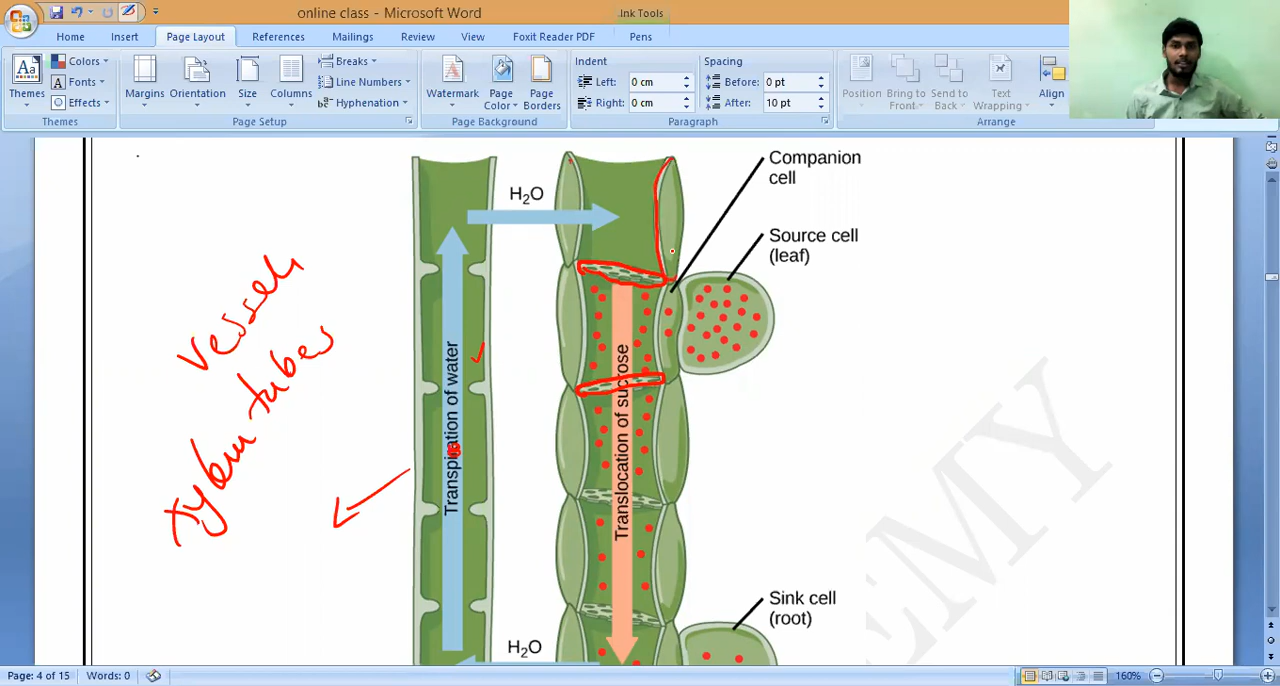 online class - Microsoft Word
Ink Tools
Home
Insert
Page Layout
References
Mailings
Review
View
Foxit Reader PDF
Pens
Themes
Colors
Fonts
Effects
Themes
Margins
Orientation
Size
Columns
Breaks
Line Numbers
Hyphenation
Page Setup
Watermark
Page Color
Page Borders
Page Background
Indent
Left: 0 cm
Right: 0 cm
Spacing
Before: 0 pt
After: 10 pt
Paragraph
Position
Bring to Front
Send to Back
Text Wrapping
Align
Arrange
Companion
cell
H2O
Source cell
(leaf)
Vessels
xylem tubes
Transpiration of water
Translocation of sucrose
Sink cell
(root)
H2O
EMY
Page: 4 of 15
Words: 0
160%